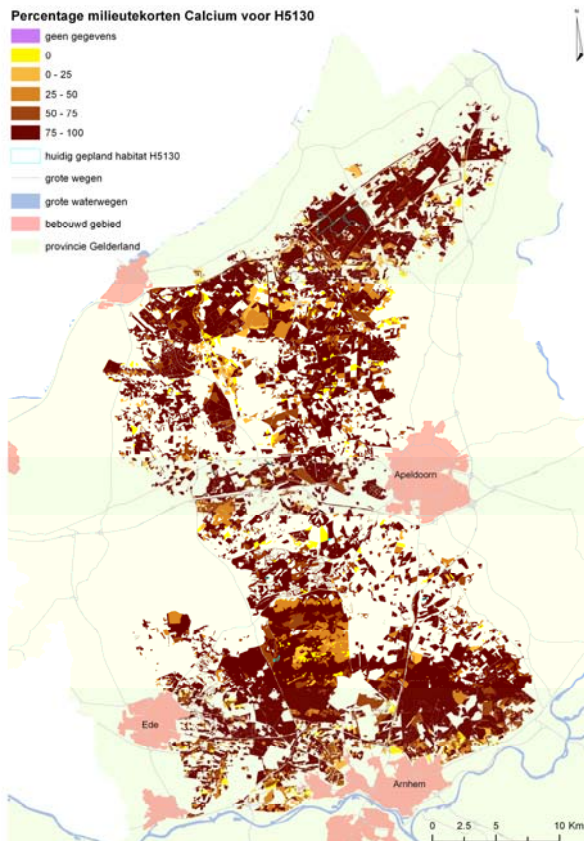 Percentage milieutekorten Calcium voor H5130
geen gegevens
0
0 - 25
25 - 50
50 - 75
75 - 100
huidig gepland habitat H5130
grote wegen
grote waterwegen
bebouwd gebied
provincie Gelderland
N
Apeldoorn
Ede
Arnhem
0 2.5 5 10 Km